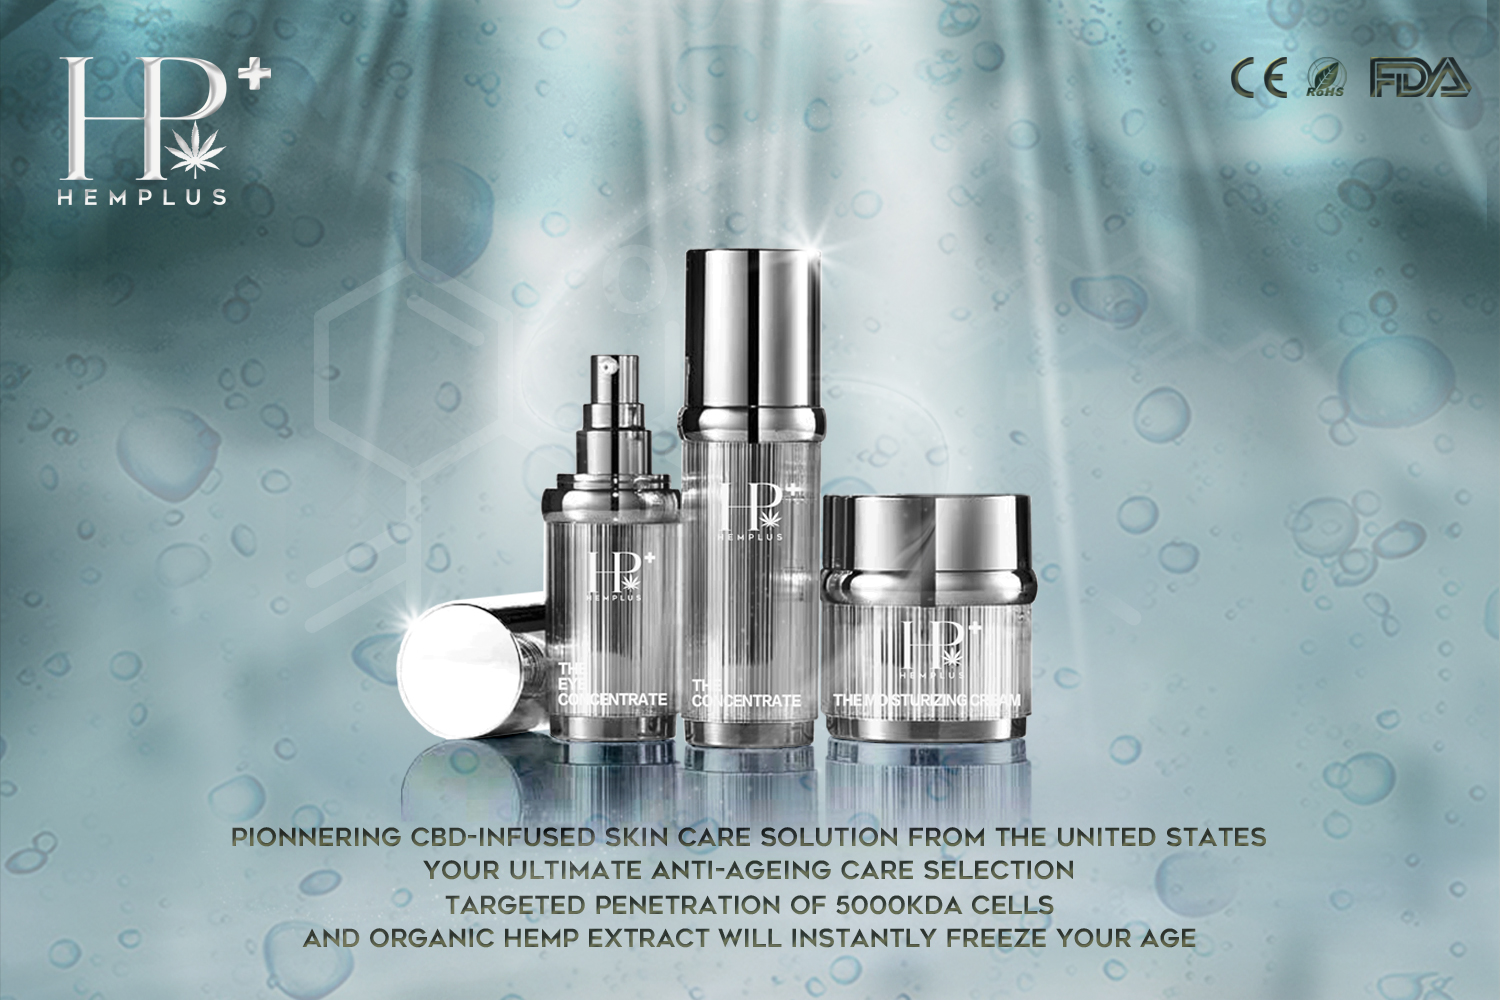 HP+
HEMPLUS
CE RoHS FDA
HP+
HEMPLUS
THE
EYE
CONCENTRATE
HP+
HEMPLUS
THE
CONCENTRATE
HP+
HEMPLUS
THE MOISTURIZING CREAM
PIONNERING CBD-INFUSED SKIN CARE SOLUTION FROM THE UNITED STATES
YOUR ULTIMATE ANTI-AGEING CARE SELECTION
TARGETED PENETRATION OF 5000KDA CELLS
AND ORGANIC HEMP EXTRACT WILL INSTANTLY FREEZE YOUR AGE